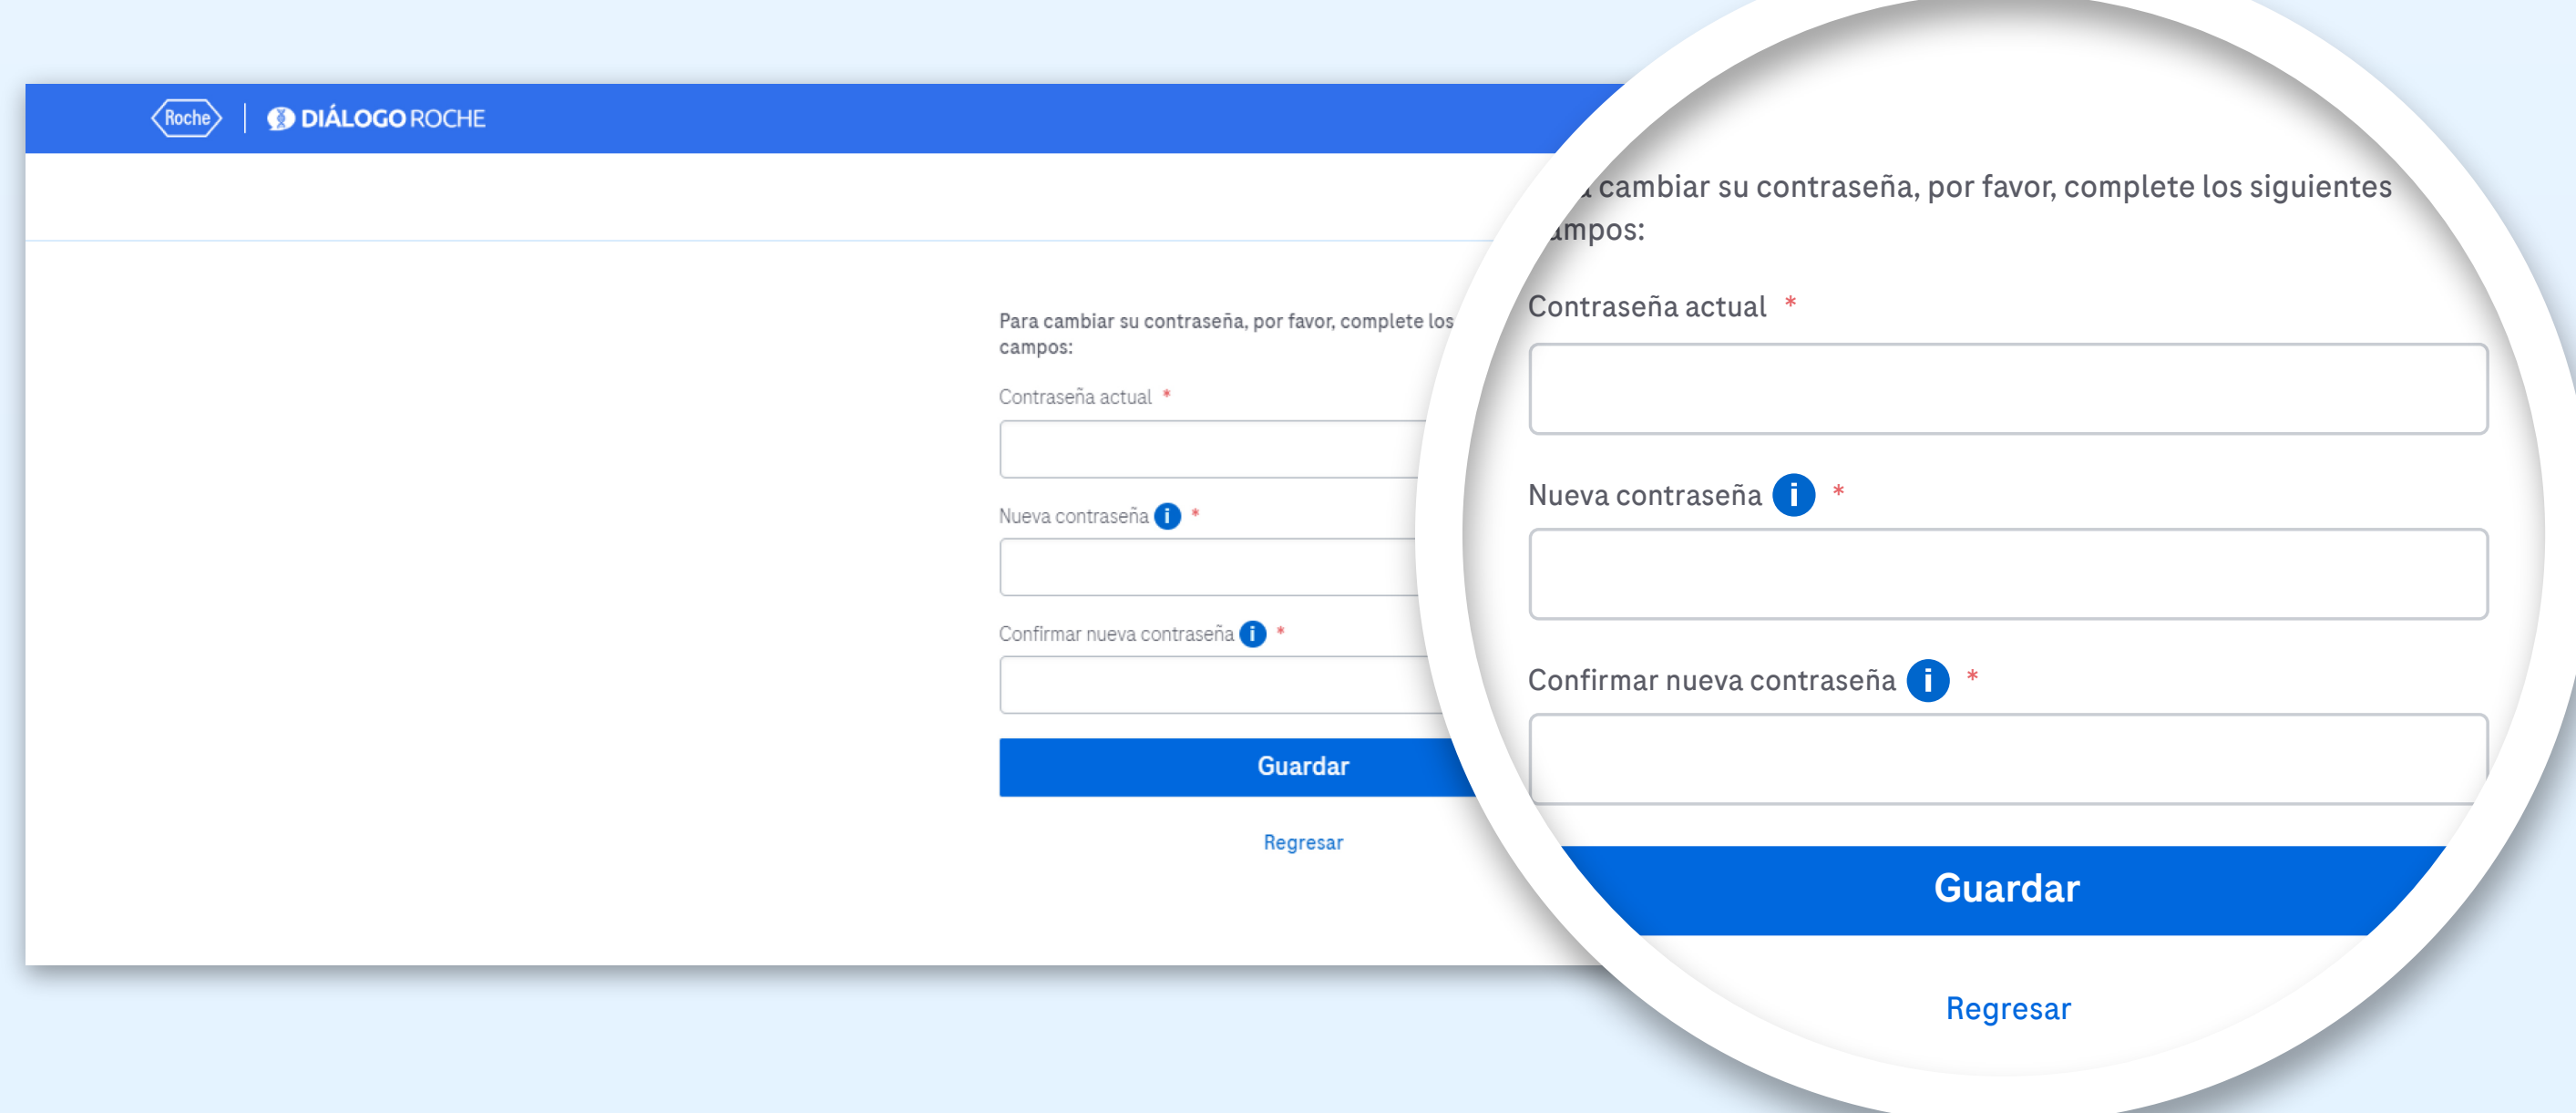 Roche
DIÁLOGO ROCHE
Para cambiar su contraseña, por favor, complete los
campos:
Contraseña actual *
Nueva contraseña i *
Confirmar nueva contraseña i *
Guardar
Regresar
cambiar su contraseña, por favor, complete los siguientes
mpos:
Contraseña actual *
Nueva contraseña i *
Confirmar nueva contraseña i *
Guardar
Regresar